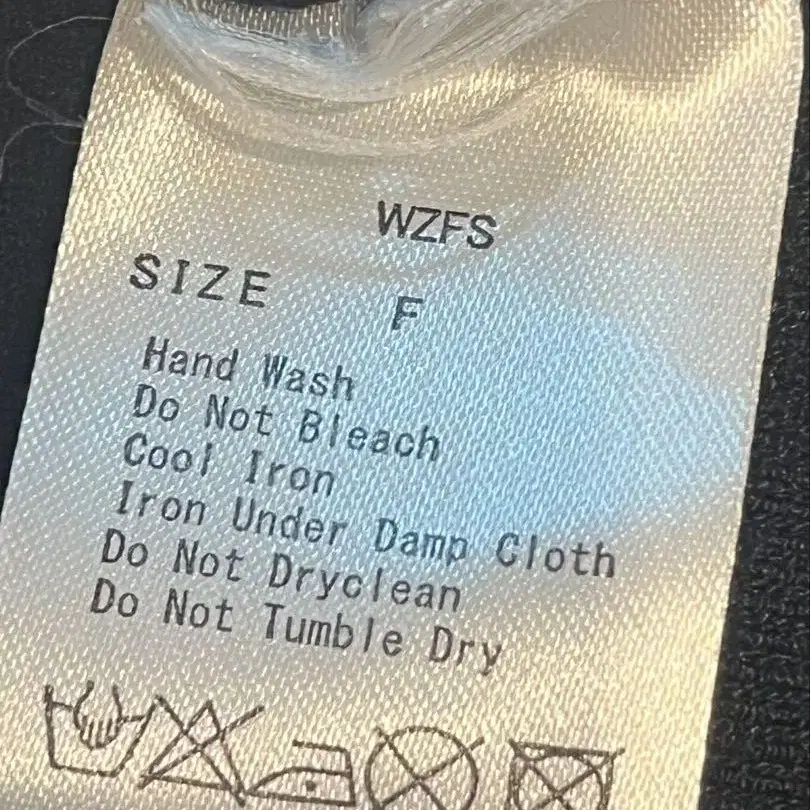 WZFS
SIZE F
Hand Wash
Do Not Bleach
Cool Iron
Iron Under Damp Cloth
Do Not Dryclean
Do Not Tumble Dry